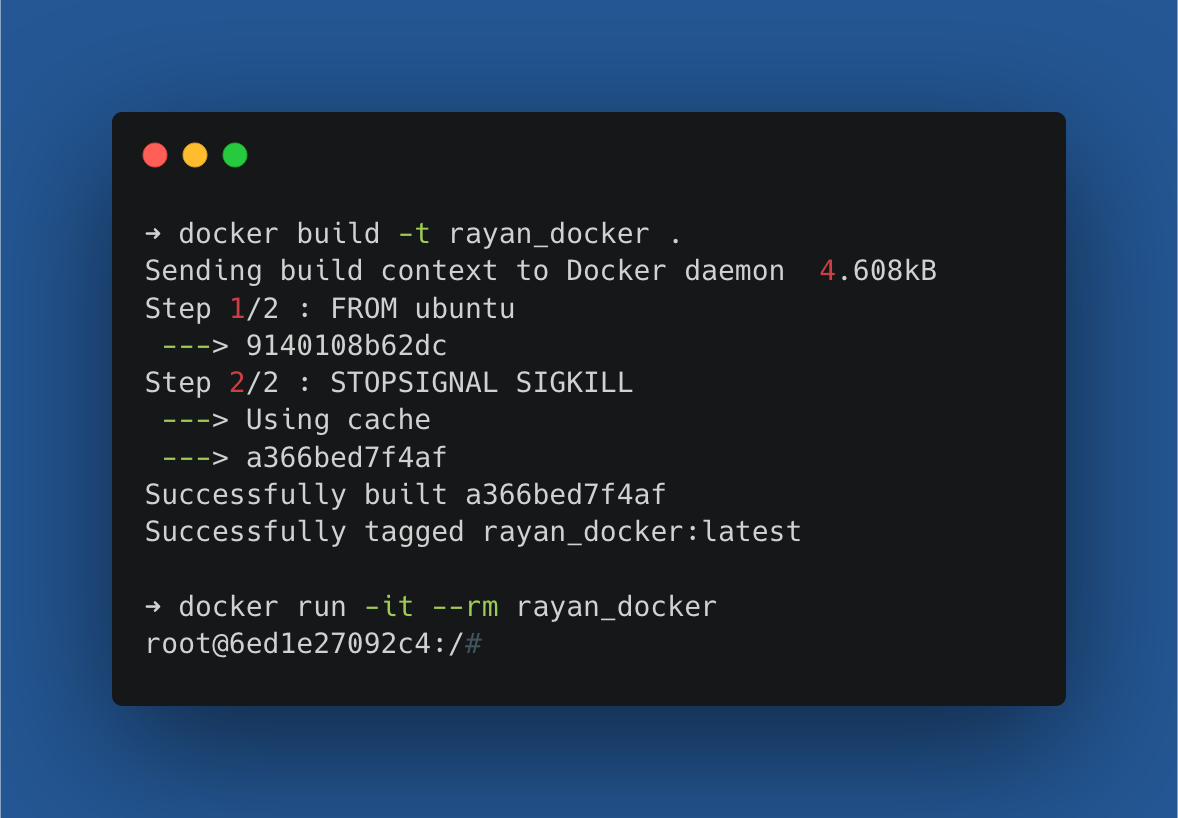 ➜ docker build -t rayan_docker .
Sending build context to Docker daemon  4.608kB
Step 1/2 : FROM ubuntu
 ---> 9140108b62dc
Step 2/2 : STOPSIGNAL SIGKILL
 ---> Using cache
 ---> a366bed7f4af
Successfully built a366bed7f4af
Successfully tagged rayan_docker:latest

➜ docker run -it --rm rayan_docker
root@6ed1e27092c4:/#